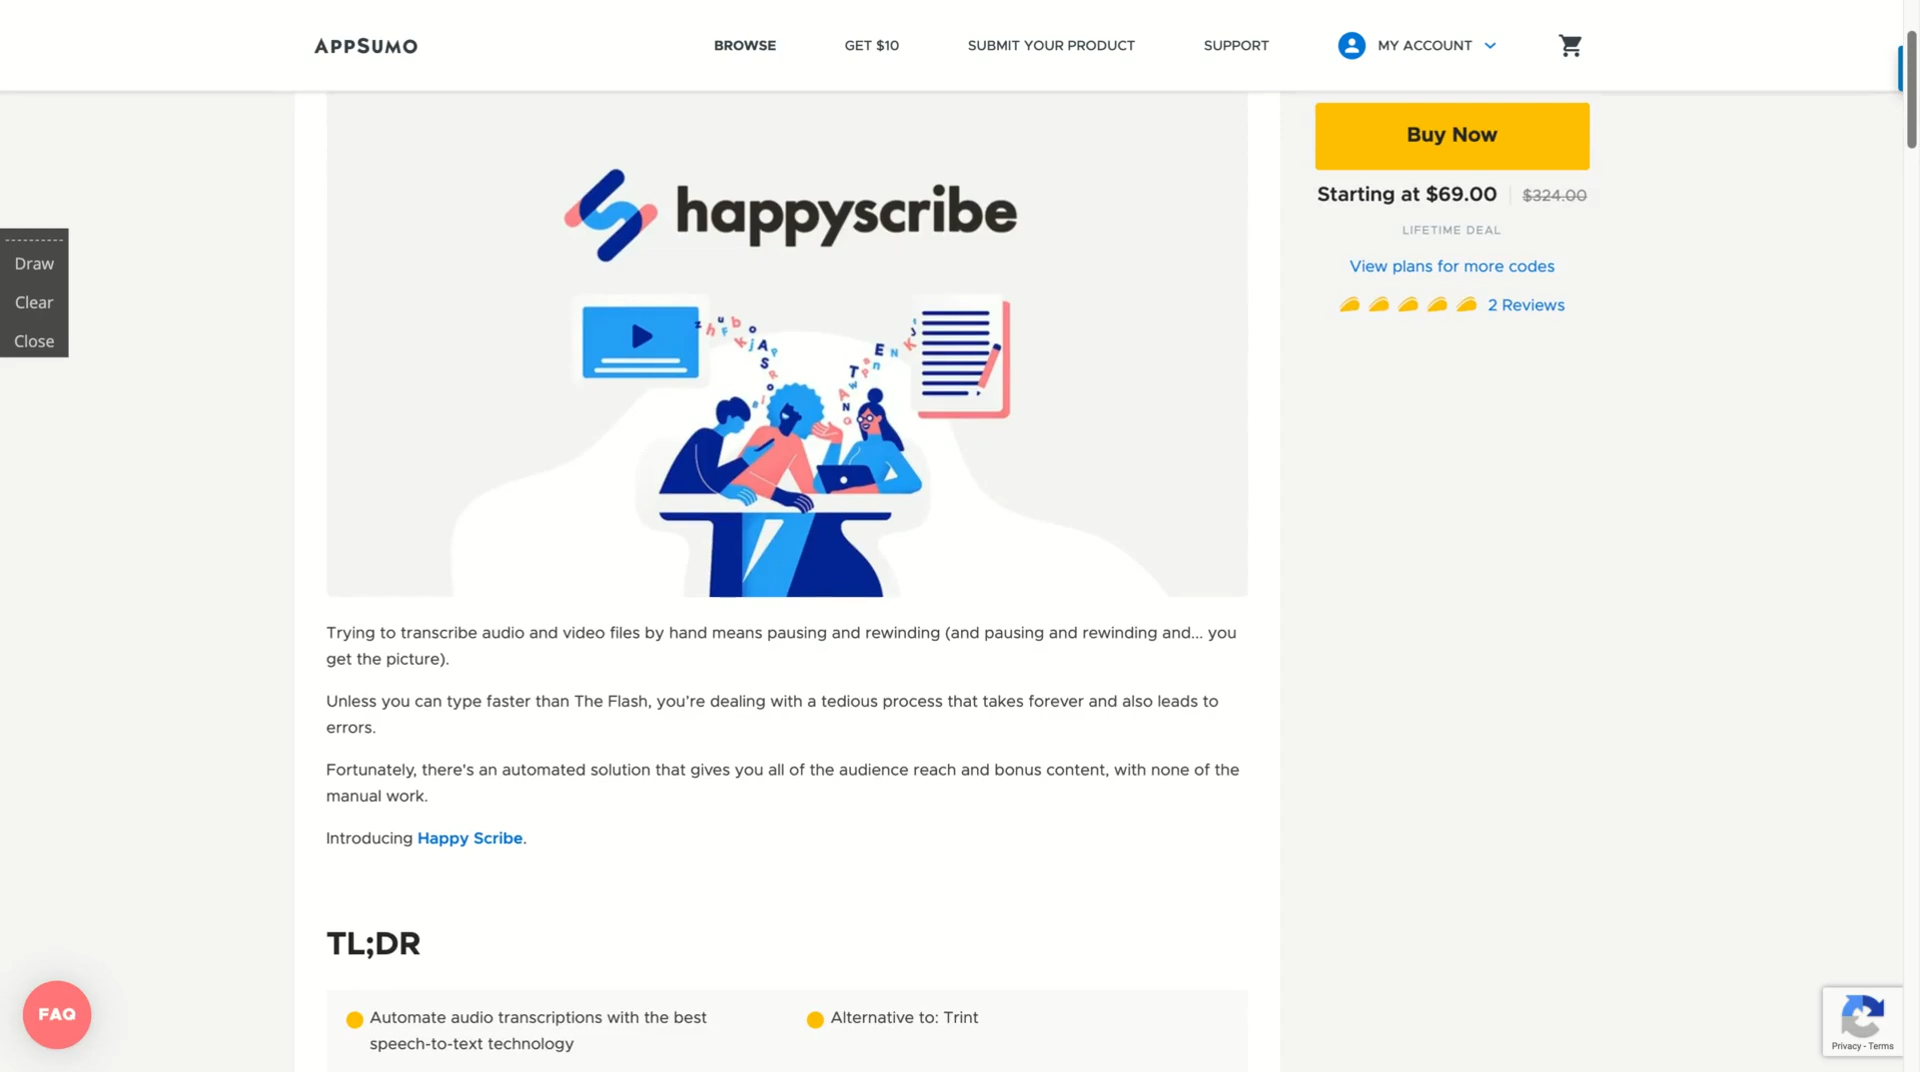 APPSUMO
BROWSE
GET $10
SUBMIT YOUR PRODUCT
SUPPORT
MY ACCOUNT
happyscribe
Buy Now
Starting at $69.00 $324.00
LIFETIME DEAL
View plans for more codes
2 Reviews
Draw
Clear
Close
Trying to transcribe audio and video files by hand means pausing and rewinding (and pausing and rewinding and... you
get the picture).
Unless you can type faster than The Flash, you're dealing with a tedious process that takes forever and also leads to
errors.
Fortunately, there's an automated solution that gives you all of the audience reach and bonus content, with none of the
manual work.
Introducing Happy Scribe.
TL;DR
Automate audio transcriptions with the best
speech-to-text technology
Alternative to: Trint
FAQ
Privacy - Terms